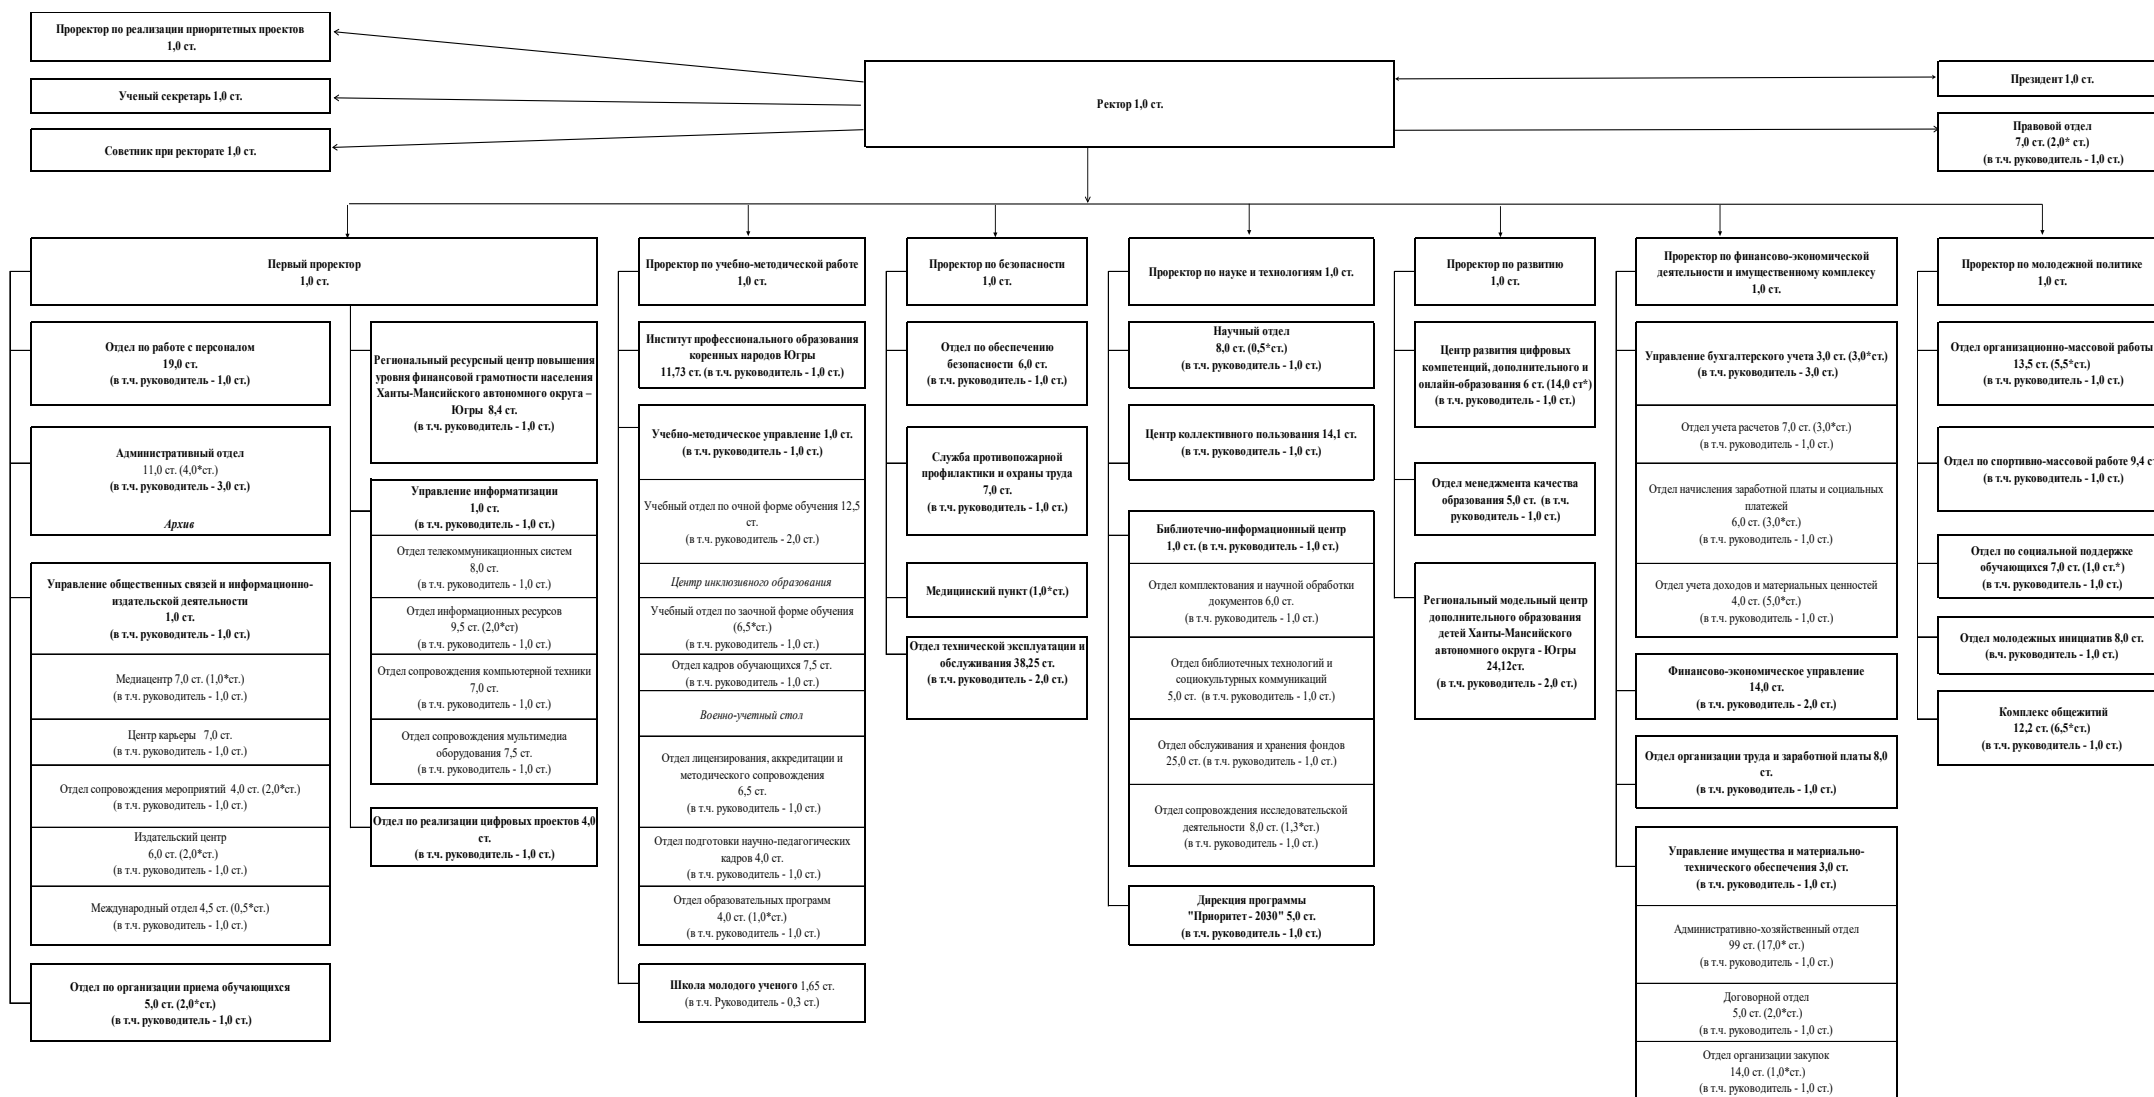 Проректор по реализации приоритетных проектов
1,0 ст.
Ученый секретарь 1,0 ст.
Советник при ректорате 1,0 ст.
Ректор 1,0 ст.
Президент 1,0 ст.
Правовой отдел
7,0 ст. (2,0* ст.)
(в т.ч. руководитель - 1,0 ст.)
Первый проректор
1,0 ст.
Отдел по работе с персоналом
19,0 ст.
(в т.ч. руководитель - 1,0 ст.)
Административный отдел
11,0 ст. (4,0*ст.)
(в т.ч. руководитель - 3,0 ст.)
Архив
Управление общественных связей и информационно-
издательской деятельности
1,0 ст.
(в т.ч. руководитель - 1,0 ст.)
Медиацентр 7,0 ст. (1,0*ст.)
(в т.ч. руководитель - 1,0 ст.)
Центр карьеры 7,0 ст.
(в т.ч. руководитель - 1,0 ст.)
Отдел сопровождения мероприятий 4,0 ст. (2,0*ст.)
(в т.ч. руководитель - 1,0 ст.)
Издательский центр
6,0 ст. (2,0*ст.)
(в т.ч. руководитель - 1,0 ст.)
Международный отдел 4,5 ст. (0,5*ст.)
(в т.ч. руководитель - 1,0 ст.)
Отдел по организации приема обучающихся
5,0 ст. (2,0*ст.)
(в т.ч. руководитель - 1,0 ст.)
Региональный ресурсный центр повышения
уровня финансовой грамотности населения
Ханты-Мансийского автономного округа –
Югры 8,4 ст.
(в т.ч. руководитель - 1,0 ст.)
Управление информатизации
1,0 ст.
(в т.ч. руководитель - 1,0 ст.)
Отдел телекоммуникационных систем
8,0 ст.
(в т.ч. руководитель - 1,0 ст.)
Отдел информационных ресурсов
9,5 ст. (2,0*ст)
(в т.ч. руководитель - 1,0 ст.)
Отдел сопровождения компьютерной техники
7,0 ст.
(в т.ч. руководитель - 1,0 ст.)
Отдел сопровождения мультимедиа
оборудования 7,5 ст.
(в т.ч. руководитель - 1,0 ст.)
Отдел по реализации цифровых проектов 4,0
ст.
(в т.ч. руководитель - 1,0 ст.)
Проректор по учебно-методической работе
1,0 ст.
Институт профессионального образования
коренных народов Югры
11,73 ст. (в т.ч. руководитель - 1,0 ст.)
Учебно-методическое управление 1,0 ст.
(в т.ч. руководитель - 1,0 ст.)
Учебный отдел по очной форме обучения 12,5
ст.
(в т.ч. руководитель - 2,0 ст.)
Центр инклюзивного образования
Учебный отдел по заочной форме обучения
(6,5*ст.)
(в т.ч. руководитель - 1,0 ст.)
Отдел кадров обучающихся 7,5 ст.
(в т.ч. руководитель - 1,0 ст.)
Военно-учетный стол
Отдел лицензирования, аккредитации и
методического сопровождения
6,5 ст.
(в т.ч. руководитель - 1,0 ст.)
Отдел подготовки научно-педагогических
кадров 4,0 ст.
(в т.ч. руководитель - 1,0 ст.)
Отдел образовательных программ
4,0 ст. (1,0*ст.)
(в т.ч. руководитель - 1,0 ст.)
Школа молодого ученого 1,65 ст.
(в т.ч. Руководитель - 0,3 ст.)
Проректор по безопасности
1,0 ст.
Отдел по обеспечению
безопасности 6,0 ст.
(в т.ч. руководитель - 1,0 ст.)
Служба противопожарной
профилактики и охраны труда
7,0 ст.
(в т.ч. руководитель - 1,0 ст.)
Медицинский пункт (1,0*ст.)
Отдел технической эксплуатации и
обслуживания 38,25 ст.
(в т.ч. руководитель - 2,0 ст.)
Проректор по науке и технологиям 1,0 ст.
Научный отдел
8,0 ст. (0,5*ст.)
(в т.ч. руководитель - 1,0 ст.)
Центр коллективного пользования 14,1 ст.
(в т.ч. руководитель - 1,0 ст.)
Библиотечно-информационный центр
1,0 ст. (в т.ч. руководитель - 1,0 ст.)
Отдел комплектования и научной обработки
документов 6,0 ст.
(в т.ч. руководитель - 1,0 ст.)
Отдел библиотечных технологий и
социокультурных коммуникаций
5,0 ст. (в т.ч. руководитель - 1,0 ст.)
Отдел обслуживания и хранения фондов
25,0 ст. (в т.ч. руководитель - 1,0 ст.)
Отдел сопровождения исследовательской
деятельности 8,0 ст. (1,3*ст.)
(в т.ч. руководитель - 1,0 ст.)
Дирекция программы
"Приоритет - 2030" 5,0 ст.
(в т.ч. руководитель - 1,0 ст.)
Проректор по развитию
1,0 ст.
Центр развития цифровых
компетенций, дополнительного и
онлайн-образования 6 ст. (14,0 ст*)
(в т.ч. руководитель - 1,0 ст.)
Отдел менеджмента качества
образования 5,0 ст. (в т.ч.
руководитель - 1,0 ст.)
Региональный модельный центр
дополнительного образования
детей Ханты-Мансийского
автономного округа - Югры
24,12ст.
(в т.ч. руководитель - 2,0 ст.)
Проректор по финансово-экономической
деятельности и имущественному комплексу
1,0 ст.
Управление бухгалтерского учета 3,0 ст. (3,0*ст.)
(в т.ч. руководитель - 3,0 ст.)
Отдел учета расчетов 7,0 ст. (3,0*ст.)
(в т.ч. руководитель - 1,0 ст.)
Отдел начисления заработной платы и социальных
платежей
6,0 ст. (3,0*ст.)
(в т.ч. руководитель - 1,0 ст.)
Отдел учета доходов и материальных ценностей
4,0 ст. (5,0*ст.)
(в т.ч. руководитель - 1,0 ст.)
Финансово-экономическое управление
14,0 ст.
(в т.ч. руководитель - 2,0 ст.)
Отдел организации труда и заработной платы 8,0
ст.
(в т.ч. руководитель - 1,0 ст.)
Управление имущества и материально-
технического обеспечения 3,0 ст.
(в т.ч. руководитель - 1,0 ст.)
Административно-хозяйственный отдел
99 ст. (17,0* ст.)
(в т.ч. руководитель - 1,0 ст.)
Договорной отдел
5,0 ст. (2,0*ст.)
(в т.ч. руководитель - 1,0 ст.)
Отдел организации закупок
14,0 ст. (1,0*ст.)
(в т.ч. руководитель - 1,0 ст.)
Проректор по молодежной политике
1,0 ст.
Отдел организационно-массовой работы
13,5 ст. (5,5*ст.)
(в т.ч. руководитель - 1,0 ст.)
Отдел по спортивно-массовой работе 9,4 ст
(в т.ч. руководитель - 1,0 ст.)
Отдел по социальной поддержке
обучающихся 7,0 ст. (1,0 ст.*)
(в т.ч. руководитель - 1,0 ст.)
Отдел молодежных инициатив 8,0 ст.
(в.ч. руководитель - 1,0 ст.)
Комплекс общежитий
12,2 ст. (6,5*ст.)
(в т.ч. руководитель - 1,0 ст.)